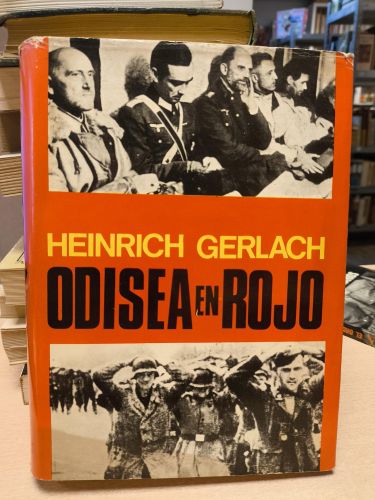 HEINRICH GERLACH
ODISEA EN ROJO